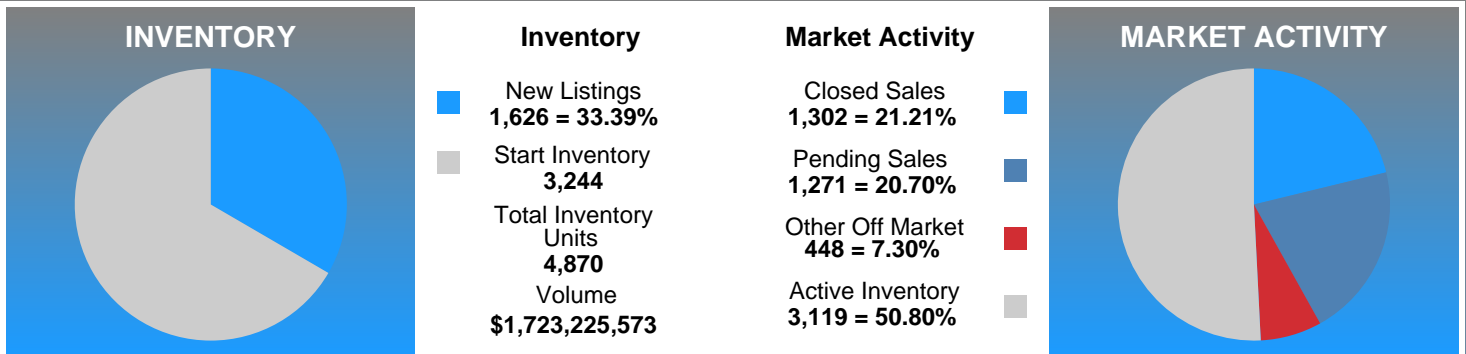 INVENTORY
Inventory
New Listings
1,626 = 33.39%
Start Inventory
3,244
Total Inventory
Units
4,870
Volume
$1,723,225,573
Market Activity
Closed Sales
1,302 = 21.21%
Pending Sales
1,271 = 20.70%
Other Off Market
448 = 7.30%
Active Inventory
3,119 = 50.80%
MARKET ACTIVITY